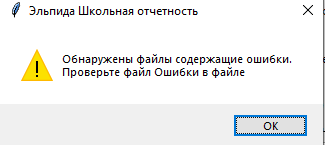 Эльпида Школьная отчетность
Обнаружены файлы содержащие ошибки.
Проверьте файл Ошибки в файле
OK